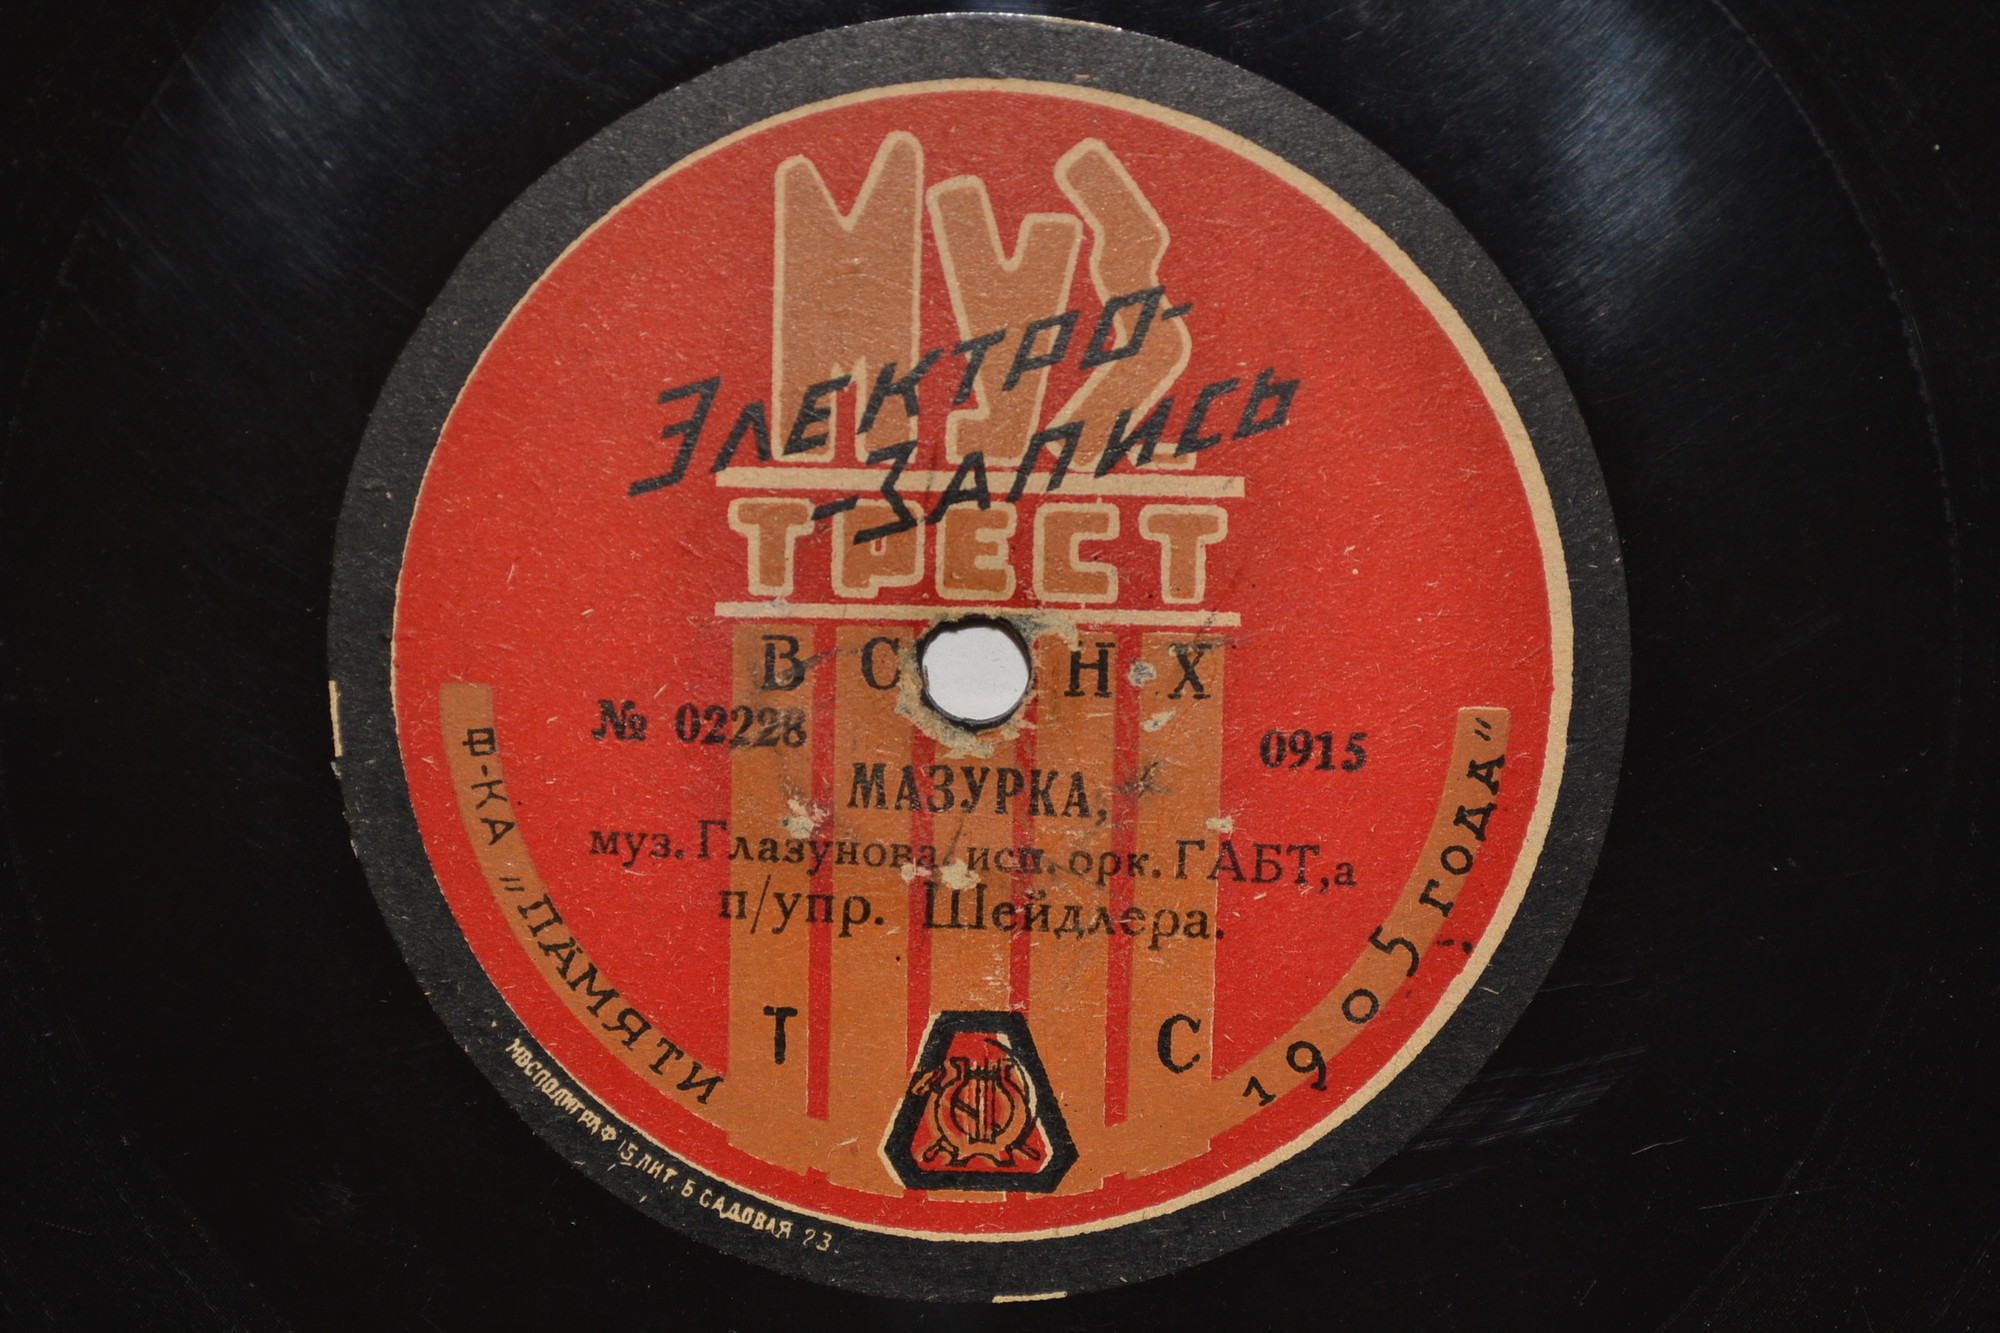 Муз
Электро-
-запись
ТРЕСТ
В С Н Х
№ 02228
0915
МАЗУРКА,
муз. Глазунова, исп. орк. ГАБТ,а
п/упр. Шейдлера.
Т С
Ф-КА „ПАМЯТИ 1905 ГОДА"
МОСПОЛИГРАФ 15 ЛИТ. Б САДОВАЯ 23.